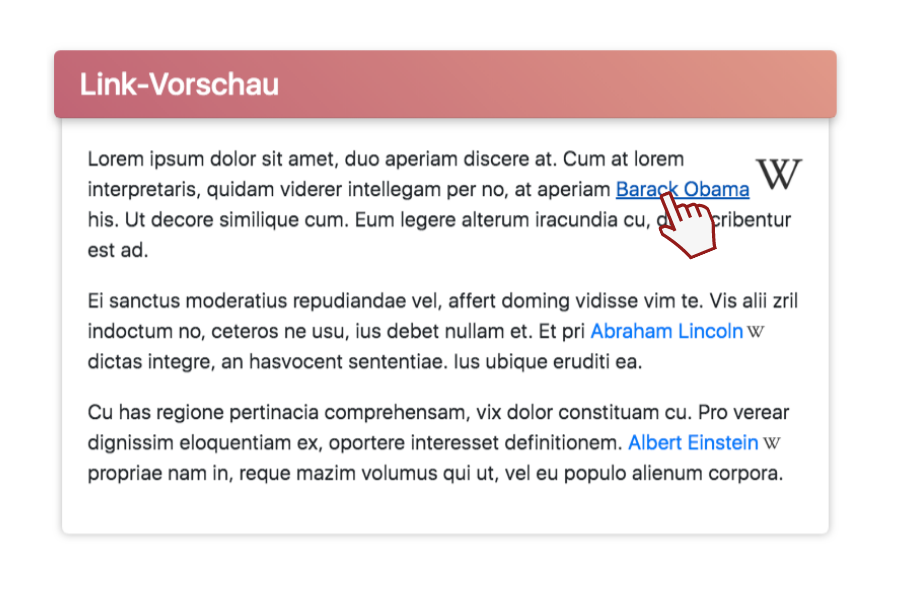 Link-Vorschau
Lorem ipsum dolor sit amet, duo aperiam discere at. Cum at lorem
interpretaris, quidam viderer intellegam per no, at aperiam Barack Obama W
his. Ut decore similique cum. Eum legere alterum iracundia cu,
est ad.
Ei sanctus moderatius repudiandae vel, affert doming vidisse vim te. Vis alii zril
indoctum no, ceteros ne usu, ius debet nullam et. Et pri Abraham Lincoln W
dictas integre, an hasvocent sententiae. Ius ubique eruditi ea.
Cu has regione pertinacia comprehensam, vix dolor constituam cu. Pro verear
dignissim eloquentiam ex, oportere interesset definitionem. Albert Einstein W
propriae nam in, reque mazim volumus qui ut, vel eu populo alienum corpora.